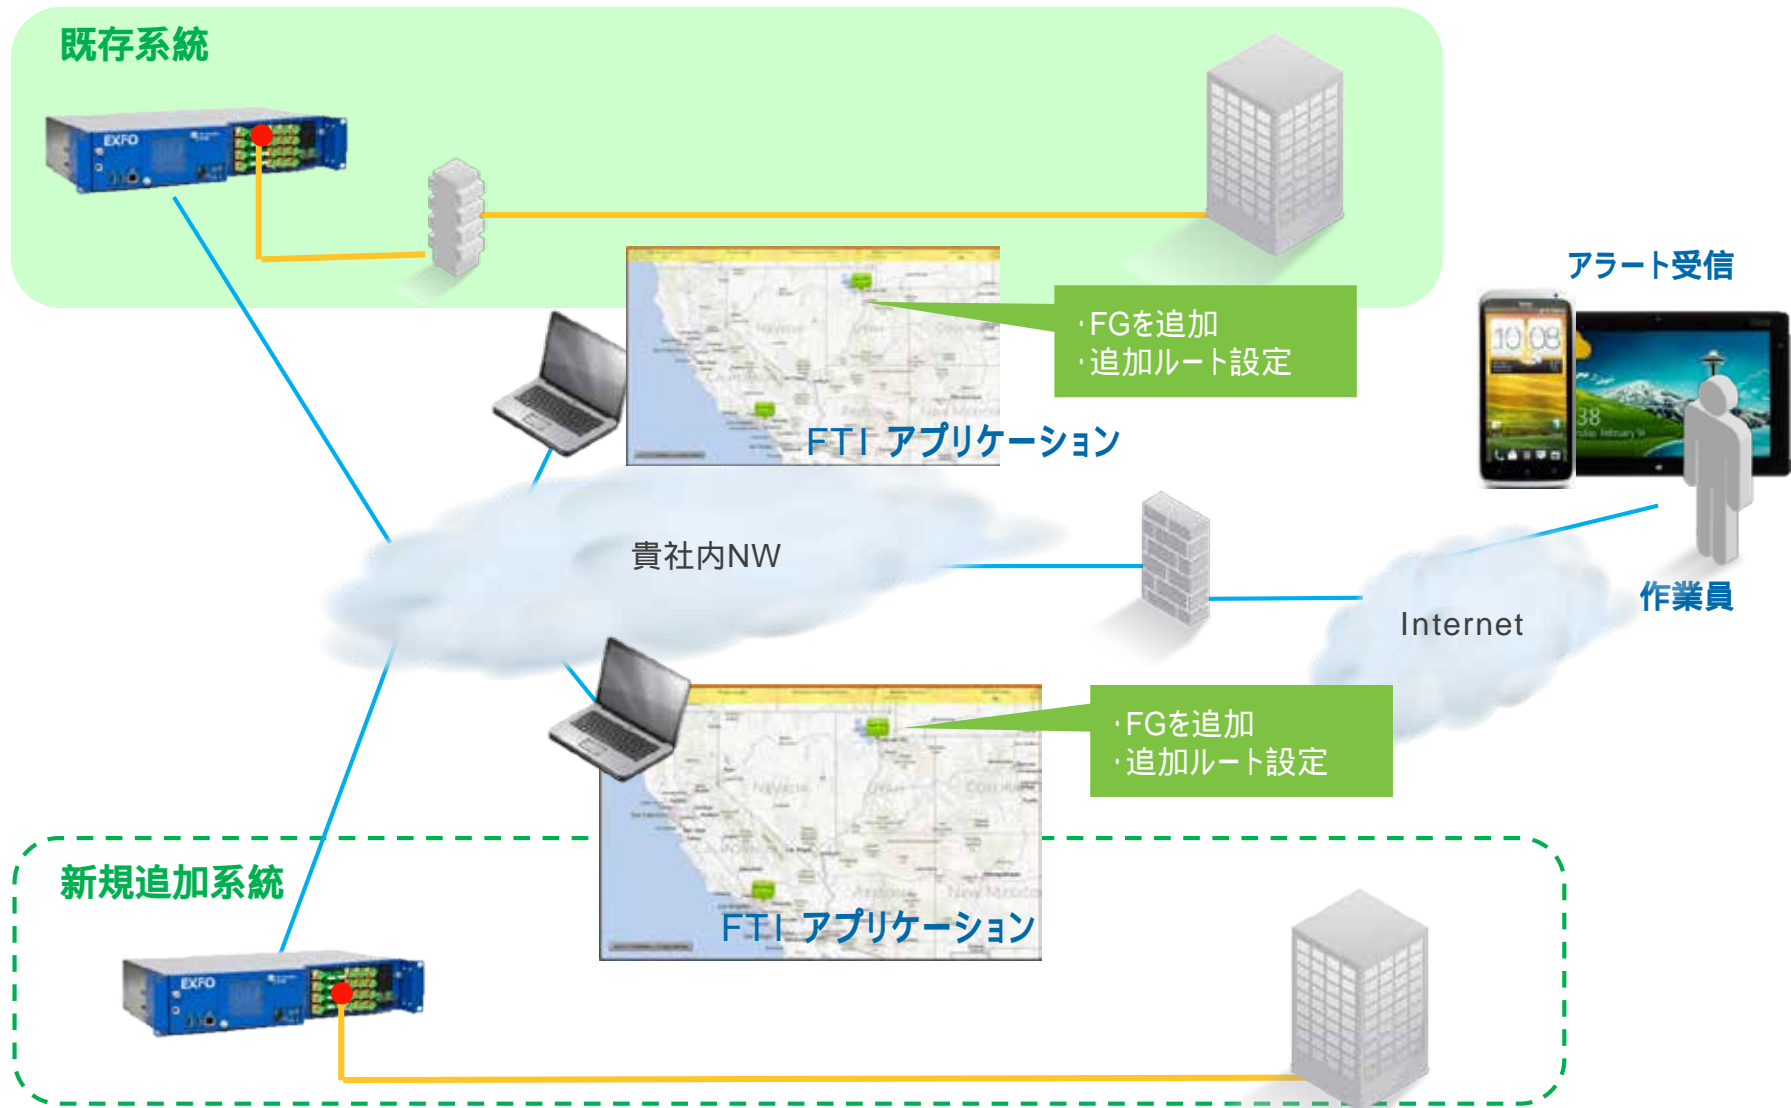 既存系統
EXFO
アラート受信
・FGを追加
・追加ルート設定
10 08
38
FTI アプリケーション
貴社内NW
作業員
Internet
・FGを追加
・追加ルート設定
新規追加系統
FTI アプリケーション
EXFO